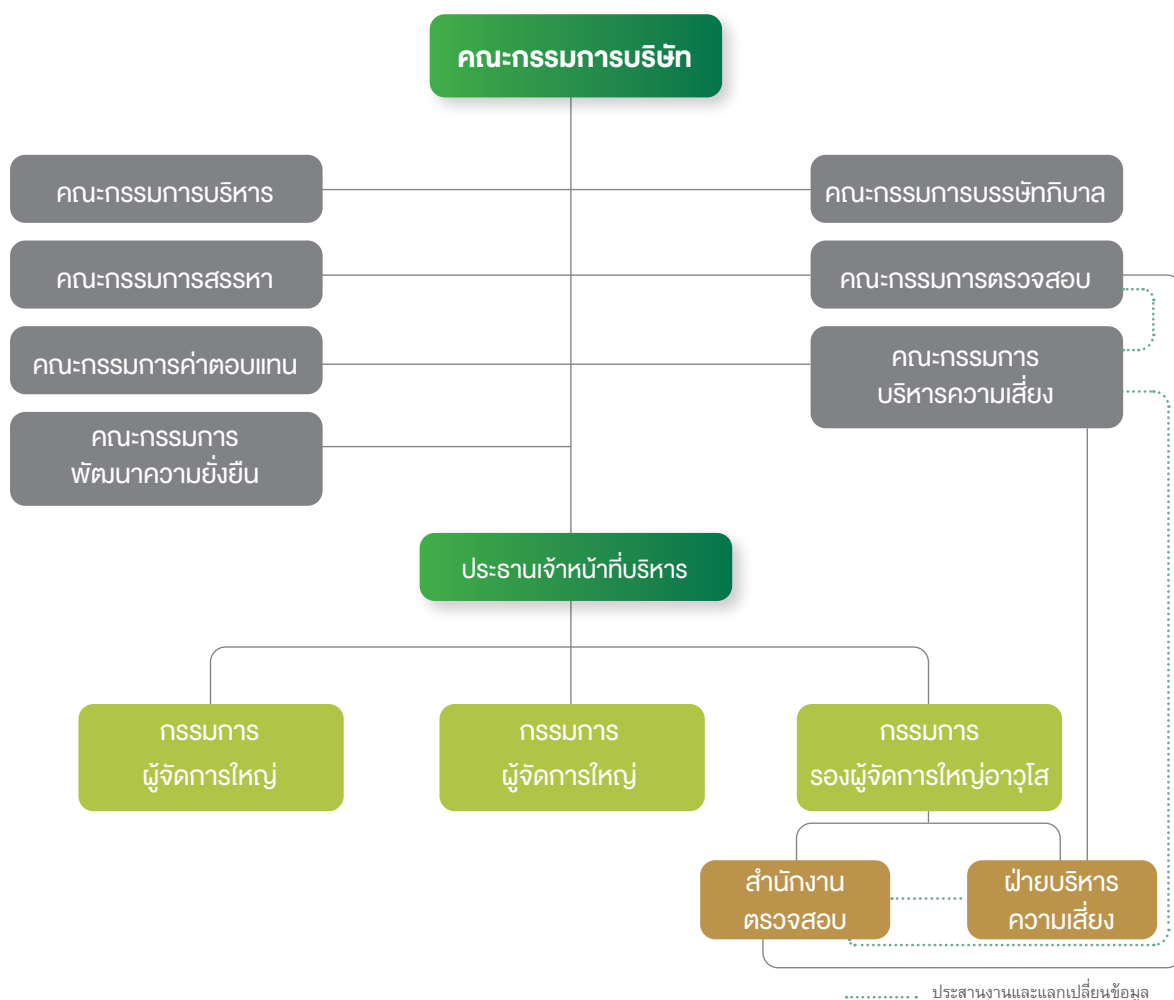 คณะกรรมการบริษัท
คณะกรรมการบริหาร
คณะกรรมการบรรษัทภิบาล
คณะกรรมการสรรหา
คณะกรรมการตรวจสอบ
คณะกรรมการค่าตอบแทน
คณะกรรมการ
บริหารความเสี่ยง
คณะกรรมการ
พัฒนาความยั่งยืน
ประธานเจ้าหน้าที่บริหาร
กรรมการ
ผู้จัดการใหญ่
กรรมการ
ผู้จัดการใหญ่
กรรมการ
รองผู้จัดการใหญ่อาวุโส
สำนักงาน
ตรวจสอบ
ฝ่ายบริหาร
ความเสี่ยง
ประสานงานและแลกเปลี่ยนข้อมูล